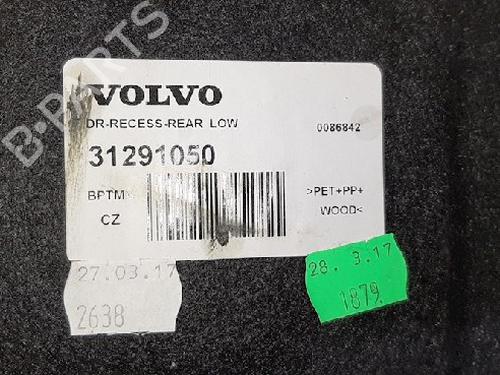 B-PARTS
VOLVO
DR-RECESS-REAR LOW
0086842
31291050
BPTM
>PET+PP+
CZ
WOOD<
27.03.17
2638
28. 3.17
1879